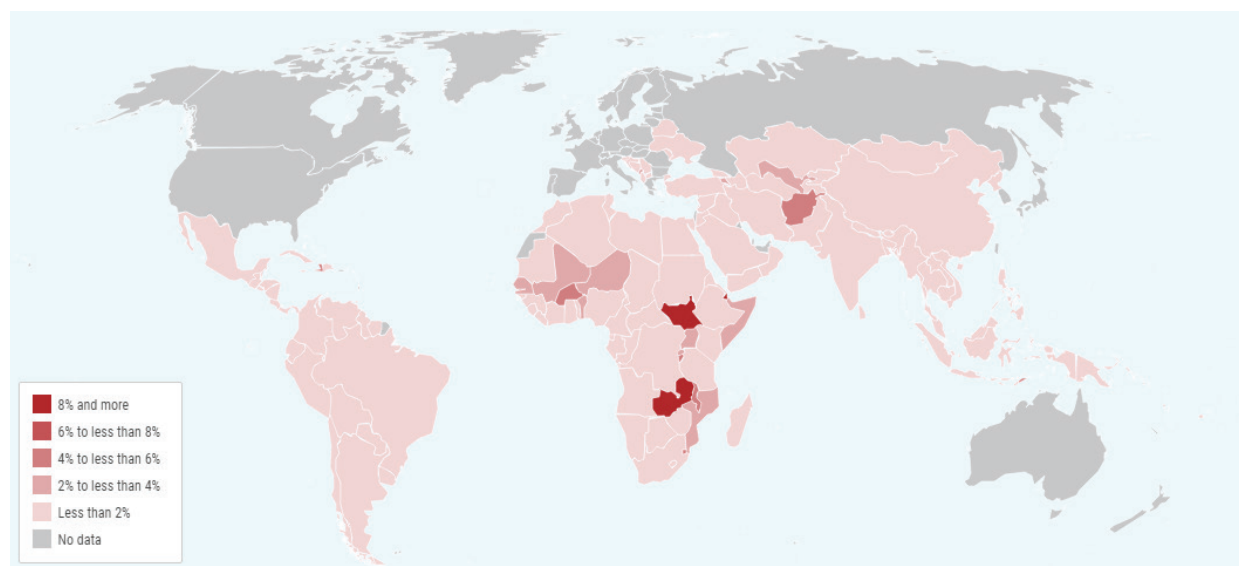 8% and more
6% to less than 8%
4% to less than 6%
2% to less than 4%
Less than 2%
No data